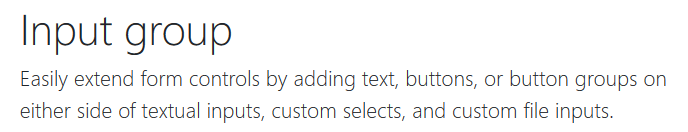 Input group
Easily extend form controls by adding text, buttons, or button groups on
either side of textual inputs, custom selects, and custom file inputs.